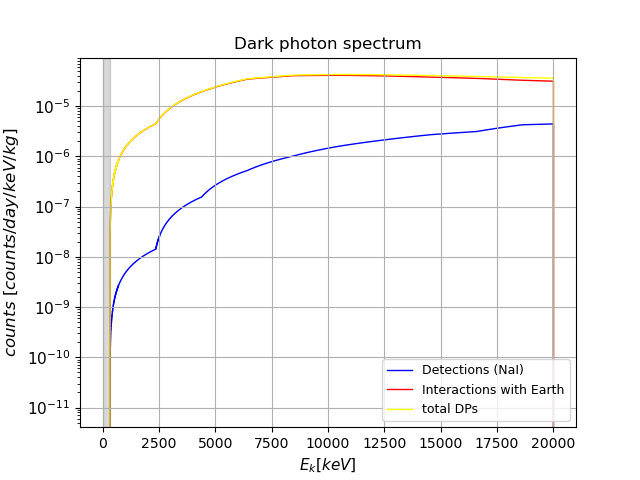 Dark photon spectrum
counts [counts/day/keV/kg]
10⁻⁵
10⁻⁶
10⁻⁷
10⁻⁸
10⁻⁹
10⁻¹⁰
10⁻¹¹
Detections (NaI)
Interactions with Earth
total DPs
0 2500 5000 7500 10000 12500 15000 17500 20000
Eₖ[keV]